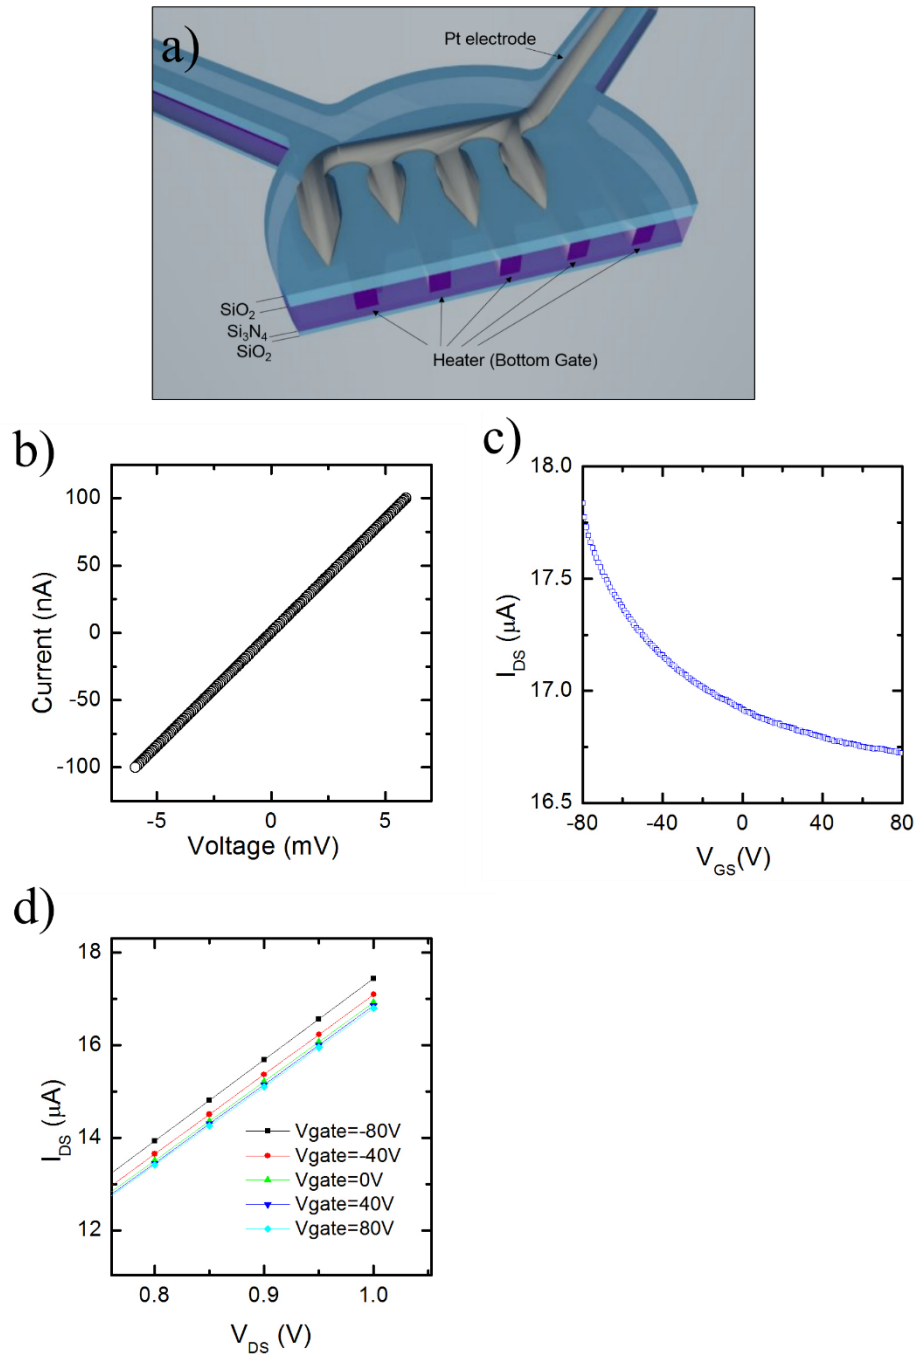 a)
Pt electrode
SiO2
Si3N4
SiO2
Heater (Bottom Gate)
b)
100
50
0
-50
-100
Current (nA)
-5 0 5
Voltage (mV)
c)
18.0
17.5
17.0
16.5
IDS (μA)
-80 -40 0 40 80
VGS(V)
d)
18
16
14
12
IDS (μA)
Vgate=-80V
Vgate=-40V
Vgate=0V
Vgate=40V
Vgate=80V
0.8 0.9 1.0
VDS (V)